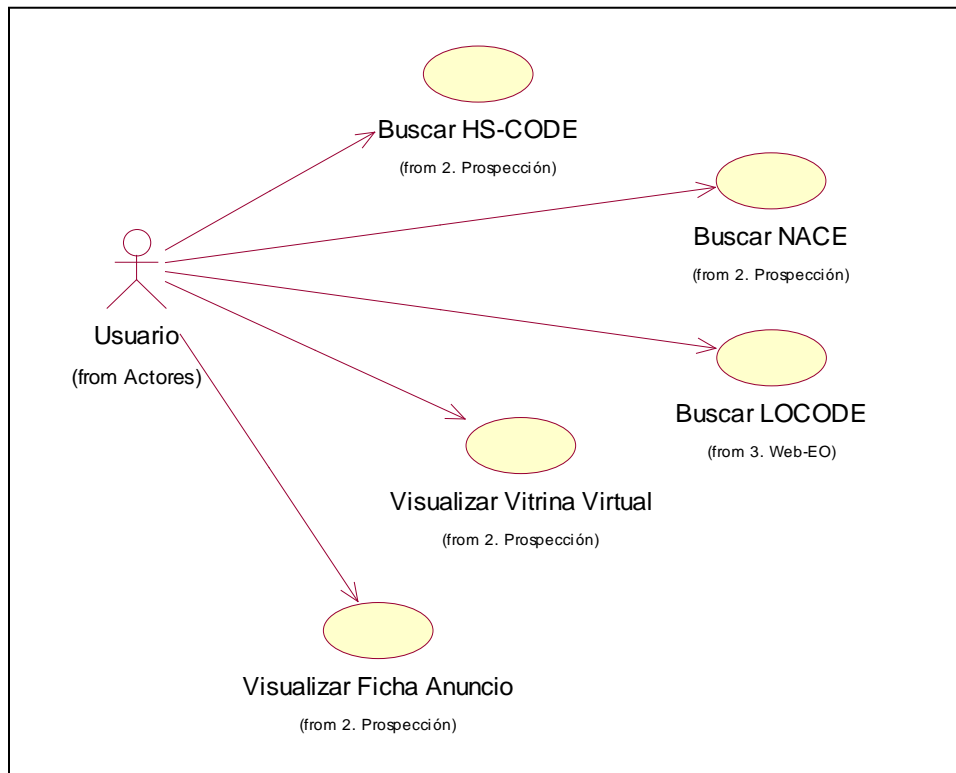 Buscar HS-CODE
(from 2. Prospección)
Buscar NACE
(from 2. Prospección)
Usuario
(from Actores)
Buscar LOCODE
(from 3. Web-EO)
Visualizar Vitrina Virtual
(from 2. Prospección)
Visualizar Ficha Anuncio
(from 2. Prospección)